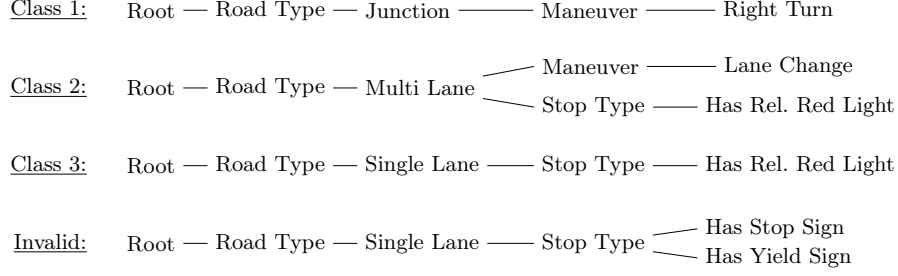 Class 1: Root Road Type Junction Maneuver Right Turn
Maneuver Lane Change
Class 2: Root Road Type Multi Lane
Stop Type Has Rel. Red Light
Class 3: Root Road Type Single Lane Stop Type Has Rel. Red Light
Has Stop Sign
Invalid: Root Road Type Single Lane Stop Type
Has Yield Sign